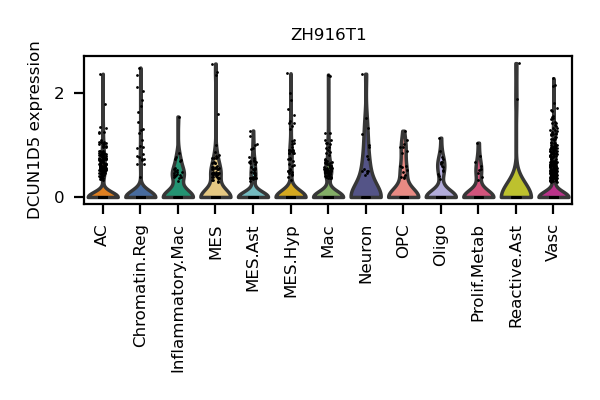 ZH916T1
DCUN1D5 expression
2
0
AC
Chromatin.Reg
Inflammatory.Mac
MES
MES.Ast
MES.Hyp
Mac
Neuron
OPC
Oligo
Prolif.Metab
Reactive.Ast
Vasc